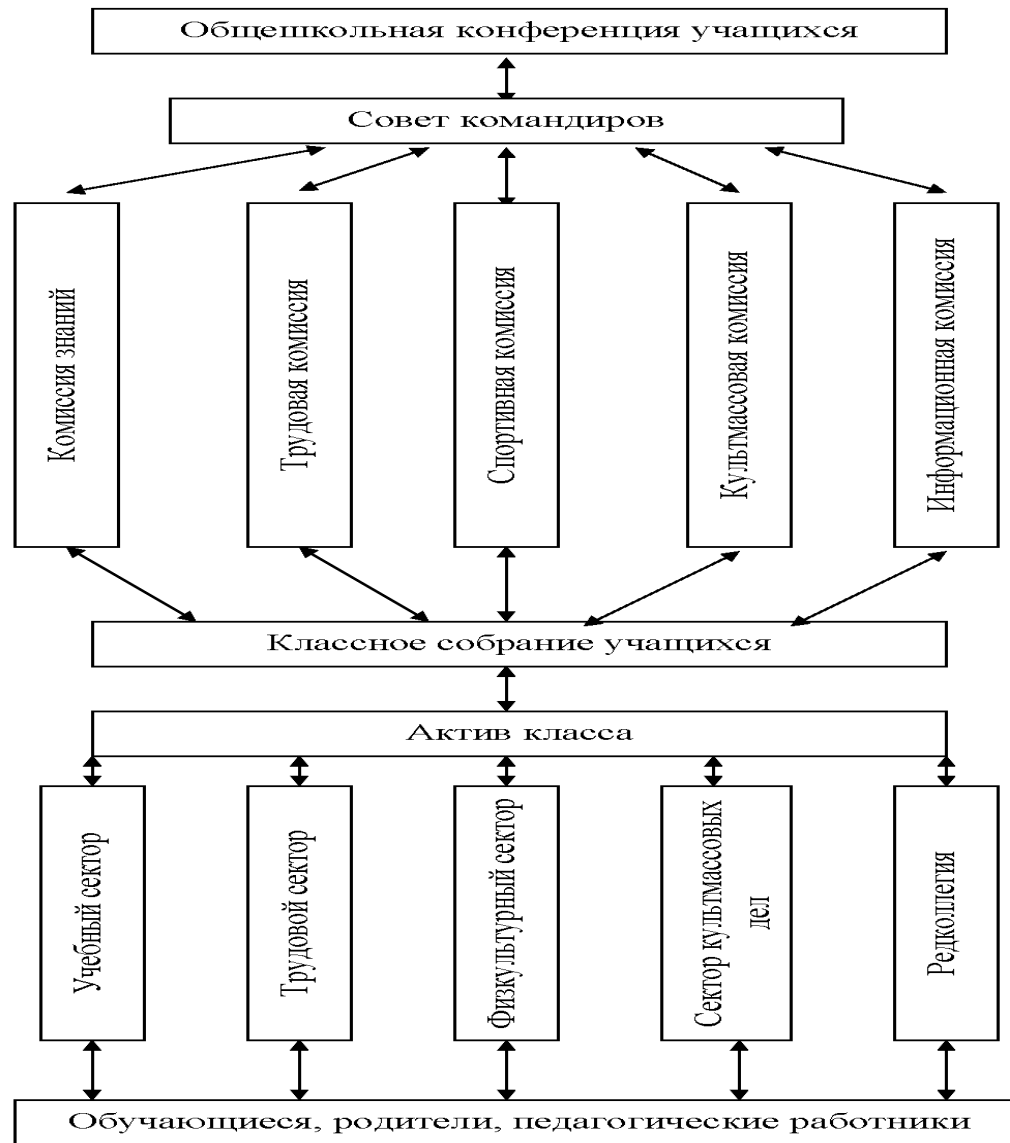 Общешкольная конференция учащихся
Совет командиров
Комиссия знаний
Трудовая комиссия
Спортивная комиссия
Культмассовая комиссия
Информационная комиссия
Классное собрание учащихся
Актив класса
Учебный сектор
Трудовой сектор
Физкультурный сектор
Сектор культмассовых
дел
Редколлегия
Обучающиеся, родители, педагогические работники